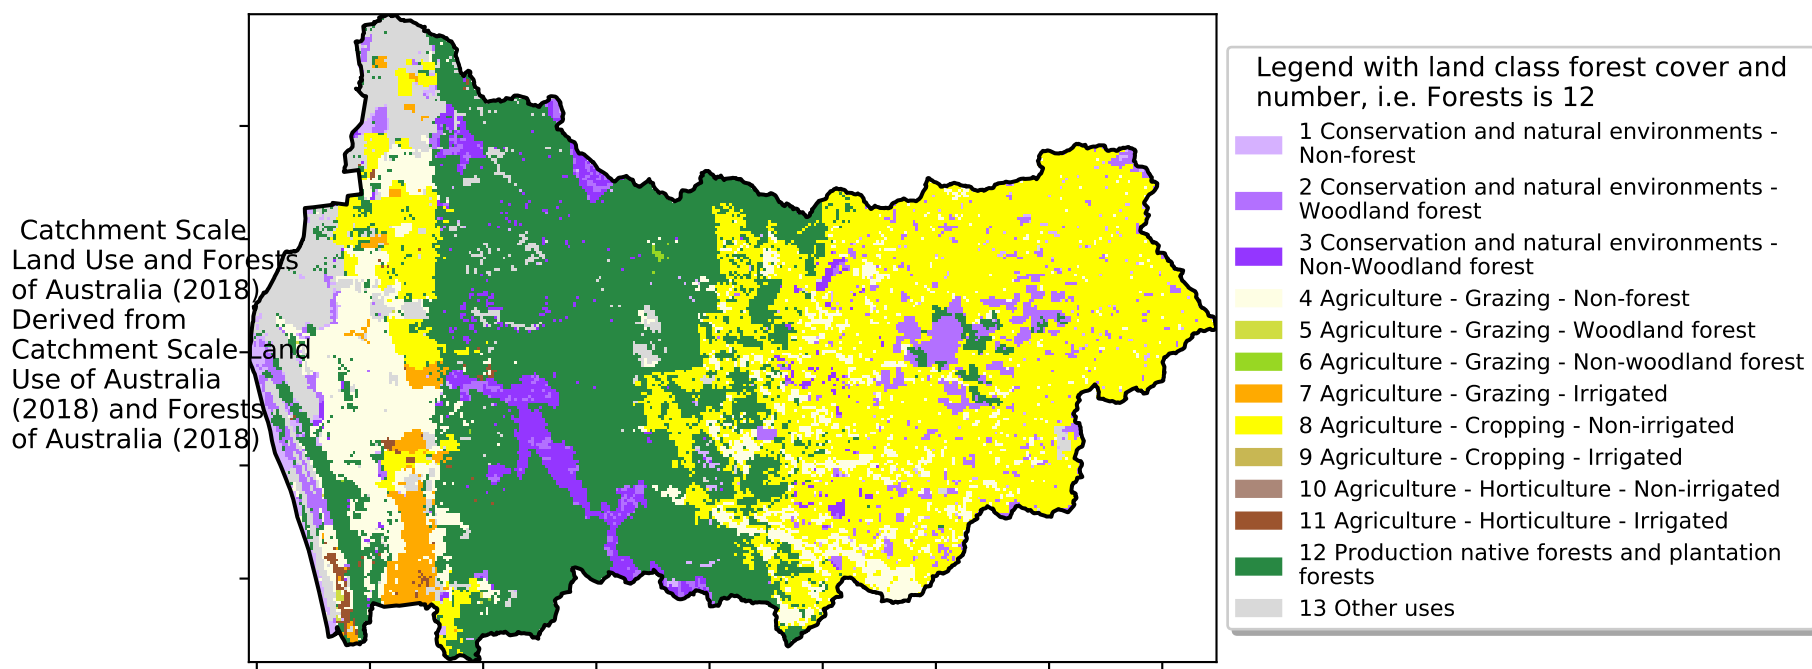 Catchment Scale
Land Use and Forests
of Australia (2018)
Derived from
Catchment Scale Land
Use of Australia
(2018) and Forests
of Australia (2018)
Legend with land class forest cover and
number, i.e. Forests is 12
1 Conservation and natural environments -
Non-forest
2 Conservation and natural environments -
Woodland forest
3 Conservation and natural environments -
Non-Woodland forest
4 Agriculture - Grazing - Non-forest
5 Agriculture - Grazing - Woodland forest
6 Agriculture - Grazing - Non-woodland forest
7 Agriculture - Grazing - Irrigated
8 Agriculture - Cropping - Non-irrigated
9 Agriculture - Cropping - Irrigated
10 Agriculture - Horticulture - Non-irrigated
11 Agriculture - Horticulture - Irrigated
12 Production native forests and plantation
forests
13 Other uses